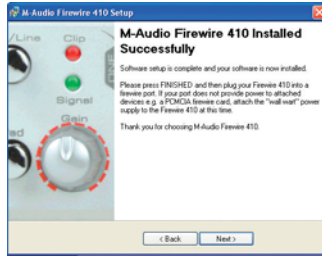 M-Audio Firewire 410 Setup
/Line
Clip
ONE
Signal
Gain
M-Audio Firewire 410 Installed
Successfully
Software setup is complete and your software is now installed.
Please press FINISHED and then plug your Firewire 410 into a
firewire port. If your port does not provide power to attached
devices e.g. a PCMCIA firewire card, attach the "wall wart" power
supply to the Firewire 410 at this time.
Thank you for choosing M-Audio Firewire 410.
< Back
Next >